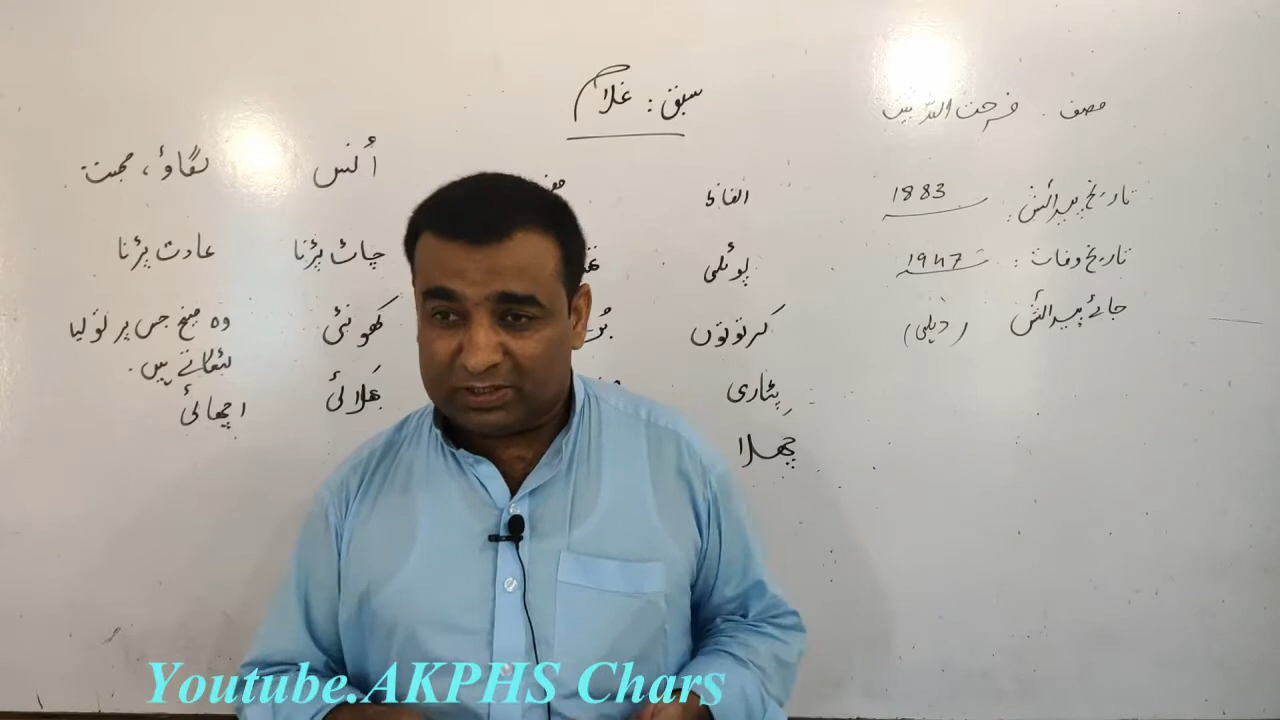 سبق : غلام
مصنف . فرحت اللہ بیگ
تاریخ پیدائش : 1883
تاریخ وفات : 1947
جائے پیدائش (دہلی)
الفاظ
پوٹلی
کرتوتوں
پٹاری
چھلا
اُنس لگاؤ ، محبت
چاٹ پڑنا عادت پڑنا
کھونٹی وہ میخ جس پر تولیا
لٹکاتے ہیں .
بَھلائی اچھائی
Youtube.AKPHS Chars